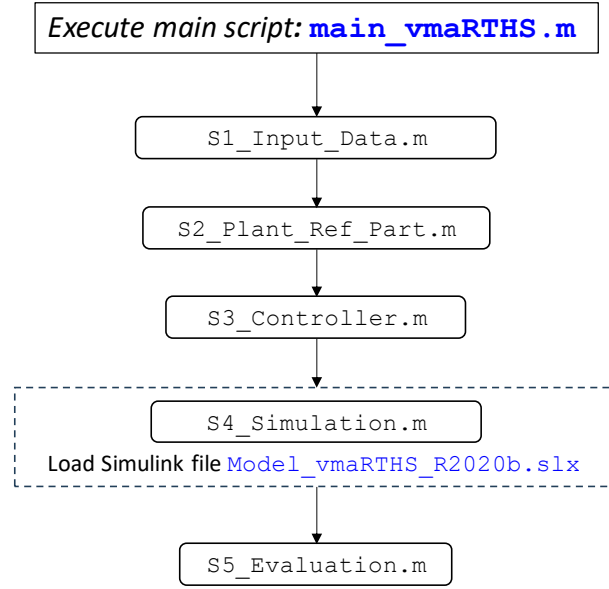 Execute main script: main_vmaRTHS.m
S1_Input_Data.m
S2_Plant_Ref_Part.m
S3_Controller.m
S4_Simulation.m
Load Simulink file Model_vmaRTHS_R2020b.slx
S5_Evaluation.m